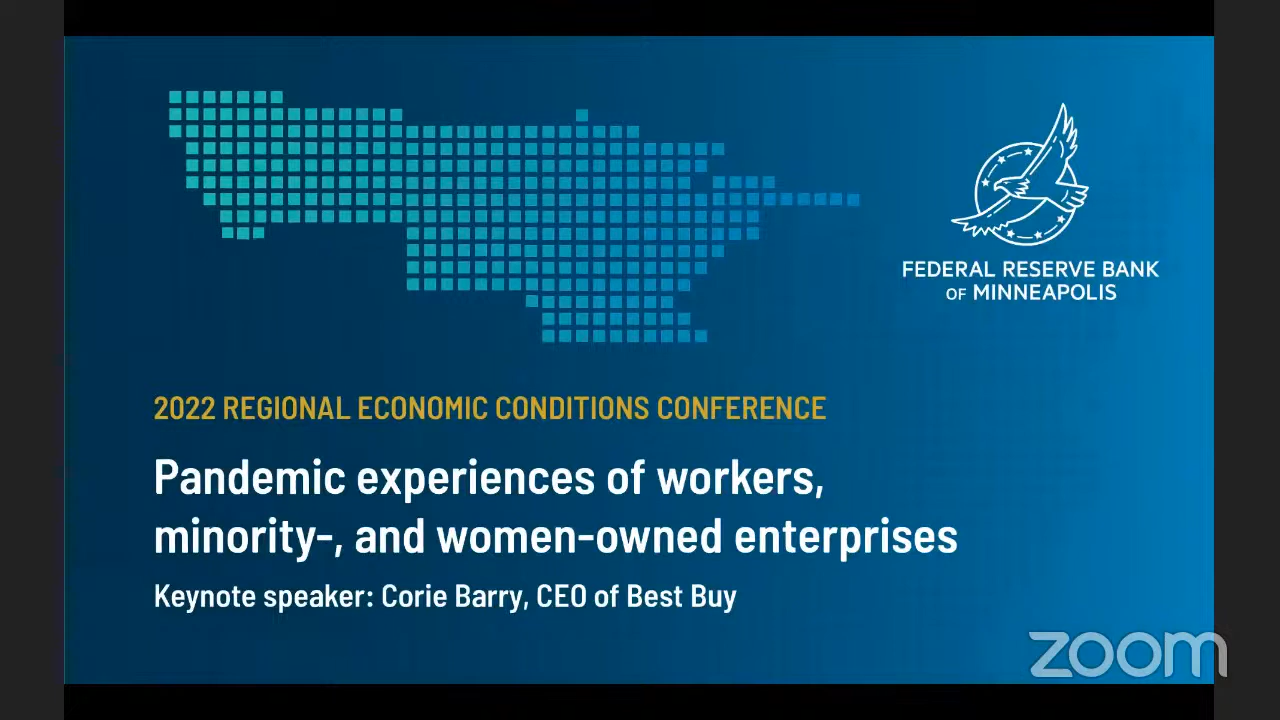 FEDERAL RESERVE BANK
OF MINNEAPOLIS
2022 REGIONAL ECONOMIC CONDITIONS CONFERENCE
Pandemic experiences of workers,
minority-, and women-owned enterprises
Keynote speaker: Corie Barry, CEO of Best Buy
zoom